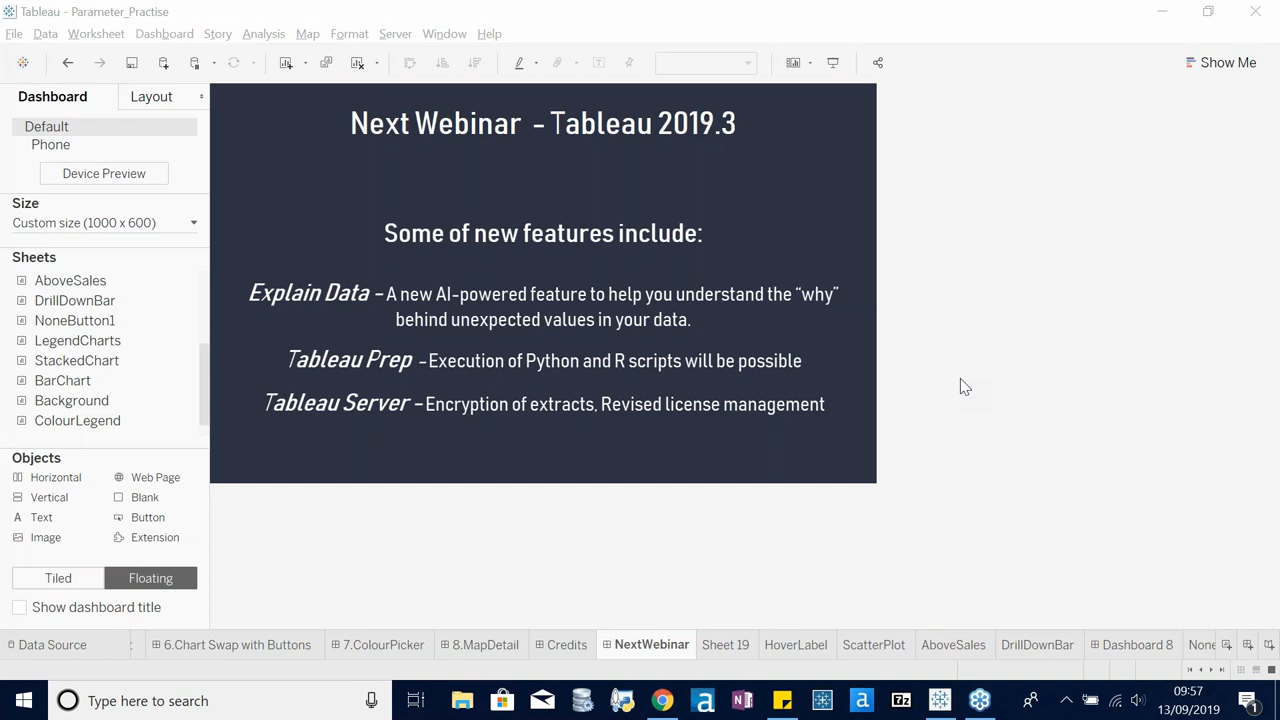 Tableau - Parameter_Practise
File Data Worksheet Dashboard Story Analysis Map Format Server Window Help
Show Me
Dashboard Layout
Default
Phone
Device Preview
Size
Custom size (1000 x 600)
Sheets
AboveSales
DrillDownBar
NoneButton1
LegendCharts
StackedChart
BarChart
Background
ColourLegend
Objects
Horizontal Web Page
Vertical Blank
A Text Button
Image Extension
Tiled Floating
Show dashboard title
Next Webinar - Tableau 2019.3
Some of new features include:
Explain Data - A new AI-powered feature to help you understand the “why”
behind unexpected values in your data.
Tableau Prep - Execution of Python and R scripts will be possible
Tableau Server - Encryption of extracts, Revised license management
Data Source 6.Chart Swap with Buttons 7.ColourPicker 8.MapDetail Credits NextWebinar Sheet 19 HoverLabel ScatterPlot AboveSales DrillDownBar Dashboard 8 None
Type here to search
09:57
13/09/2019